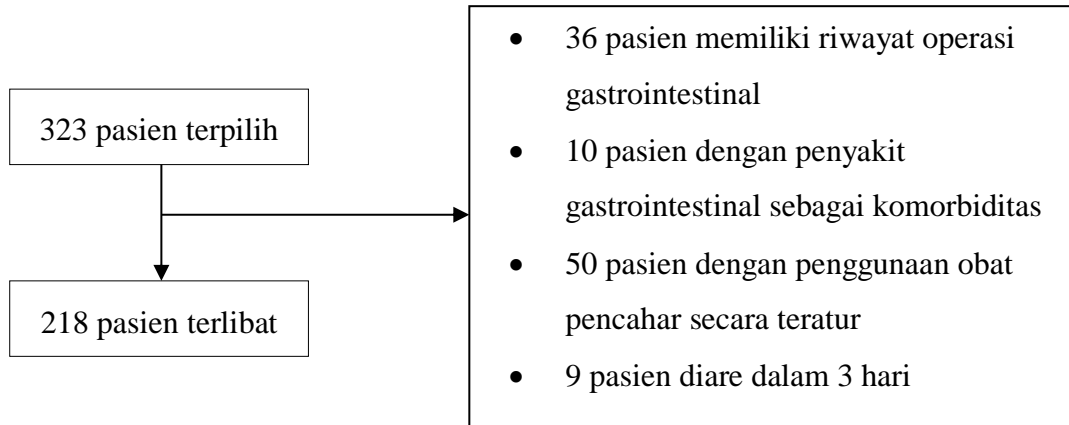 323 pasien terpilih
218 pasien terlibat
• 36 pasien memiliki riwayat operasi
gastrointestinal
• 10 pasien dengan penyakit
gastrointestinal sebagai komorbiditas
• 50 pasien dengan penggunaan obat
pencahar secara teratur
• 9 pasien diare dalam 3 hari